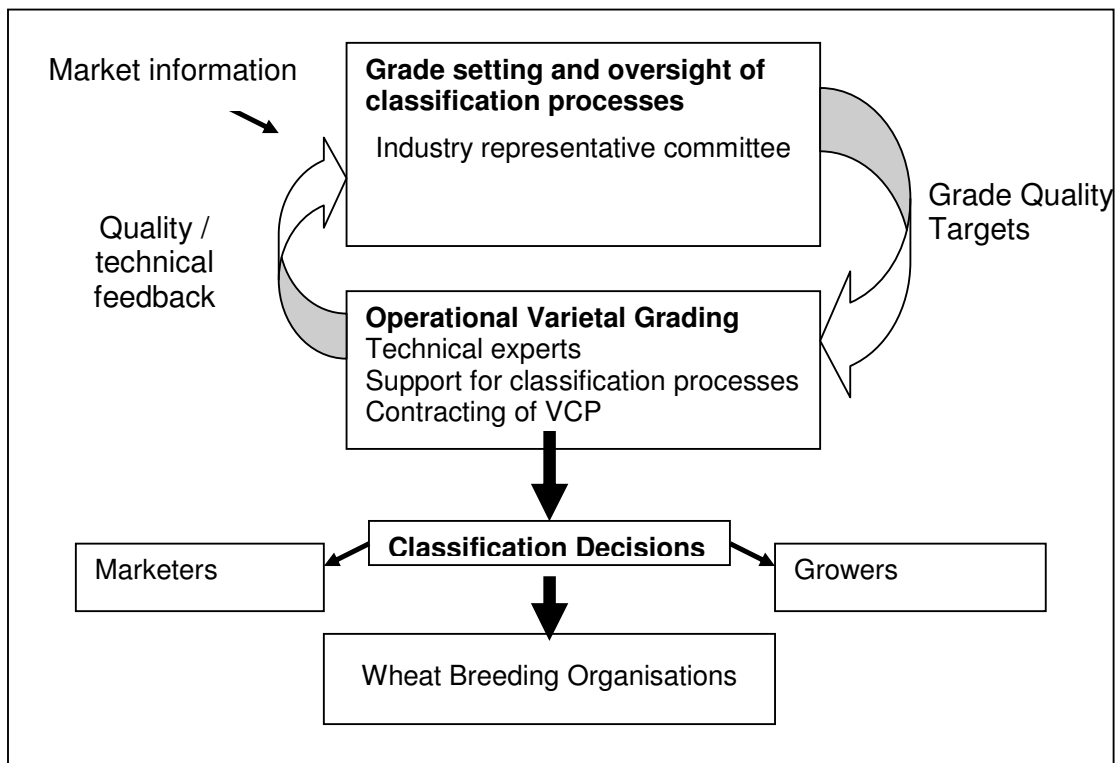 Market information
Grade setting and oversight of
classification processes
Industry representative committee
Quality /
technical
feedback
Grade Quality
Targets
Operational Varietal Grading
Technical experts
Support for classification processes
Contracting of VCP
Classification Decisions
Marketers
Growers
Wheat Breeding Organisations